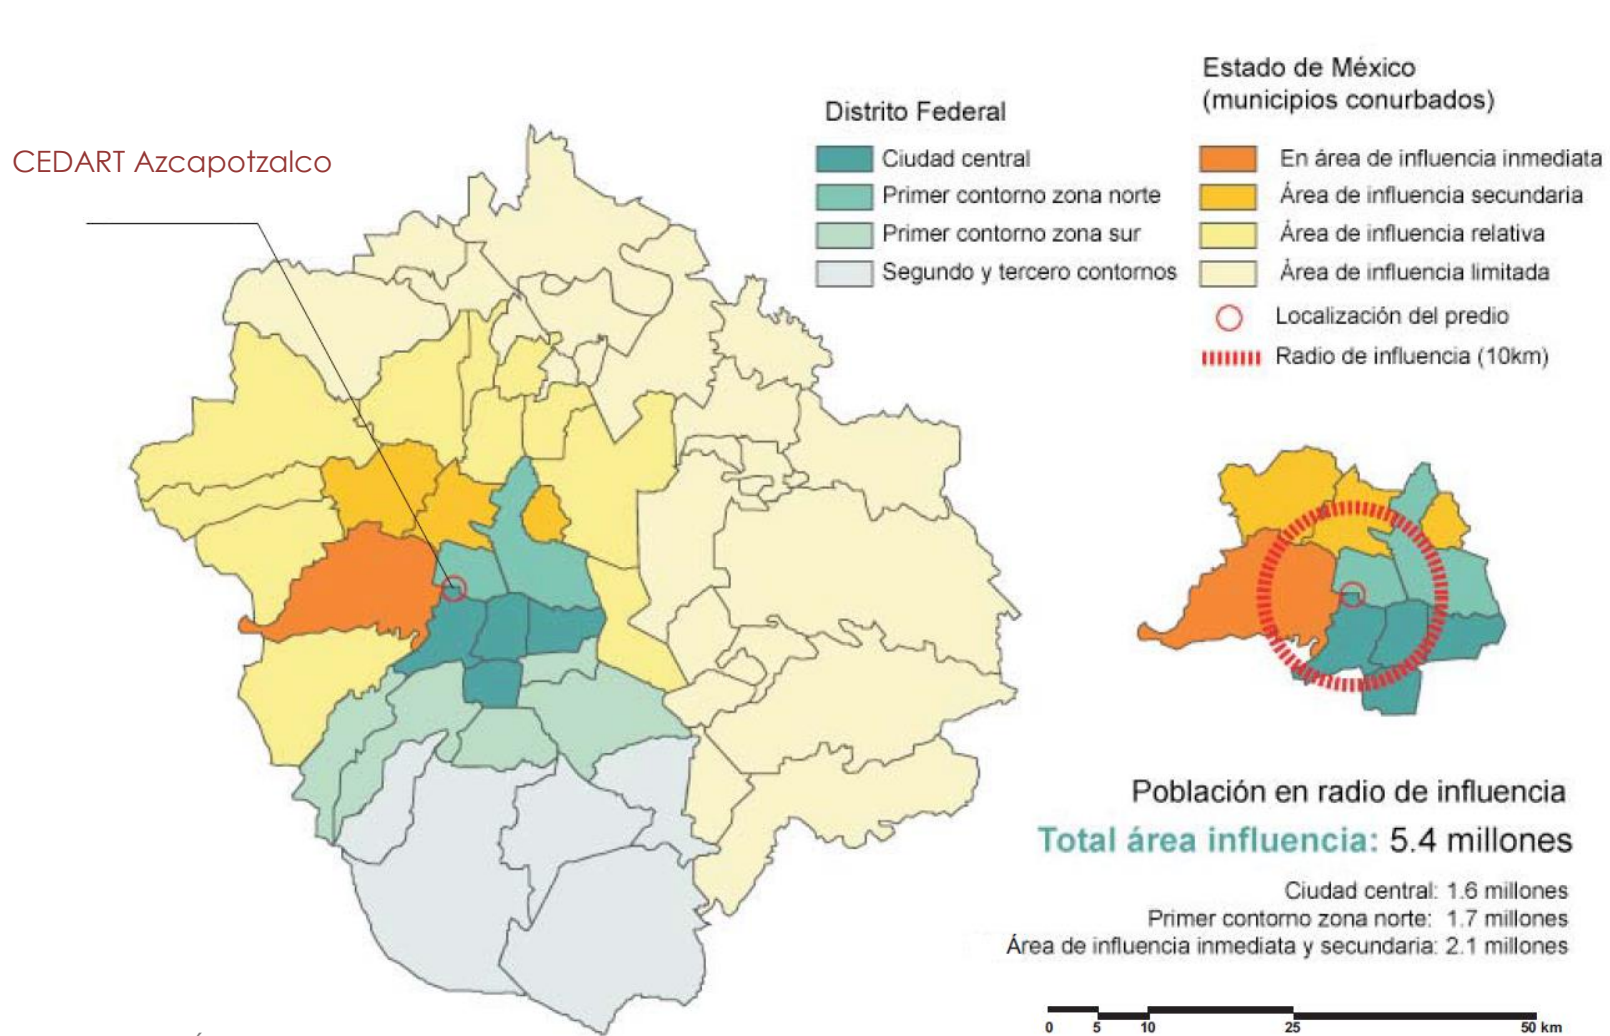 CEDART Azcapotzalco
Distrito Federal
Ciudad central
Primer contorno zona norte
Primer contorno zona sur
Segundo y tercero contornos
Estado de México
(municipios conurbados)
En área de influencia inmediata
Área de influencia secundaria
Área de influencia relativa
Área de influencia limitada
Localización del predio
Radio de influencia (10km)
Población en radio de influencia
Total área influencia: 5.4 millones
Ciudad central: 1.6 millones
Primer contorno zona norte: 1.7 millones
Área de influencia inmediata y secundaria: 2.1 millones
0 5 10 25 50 km